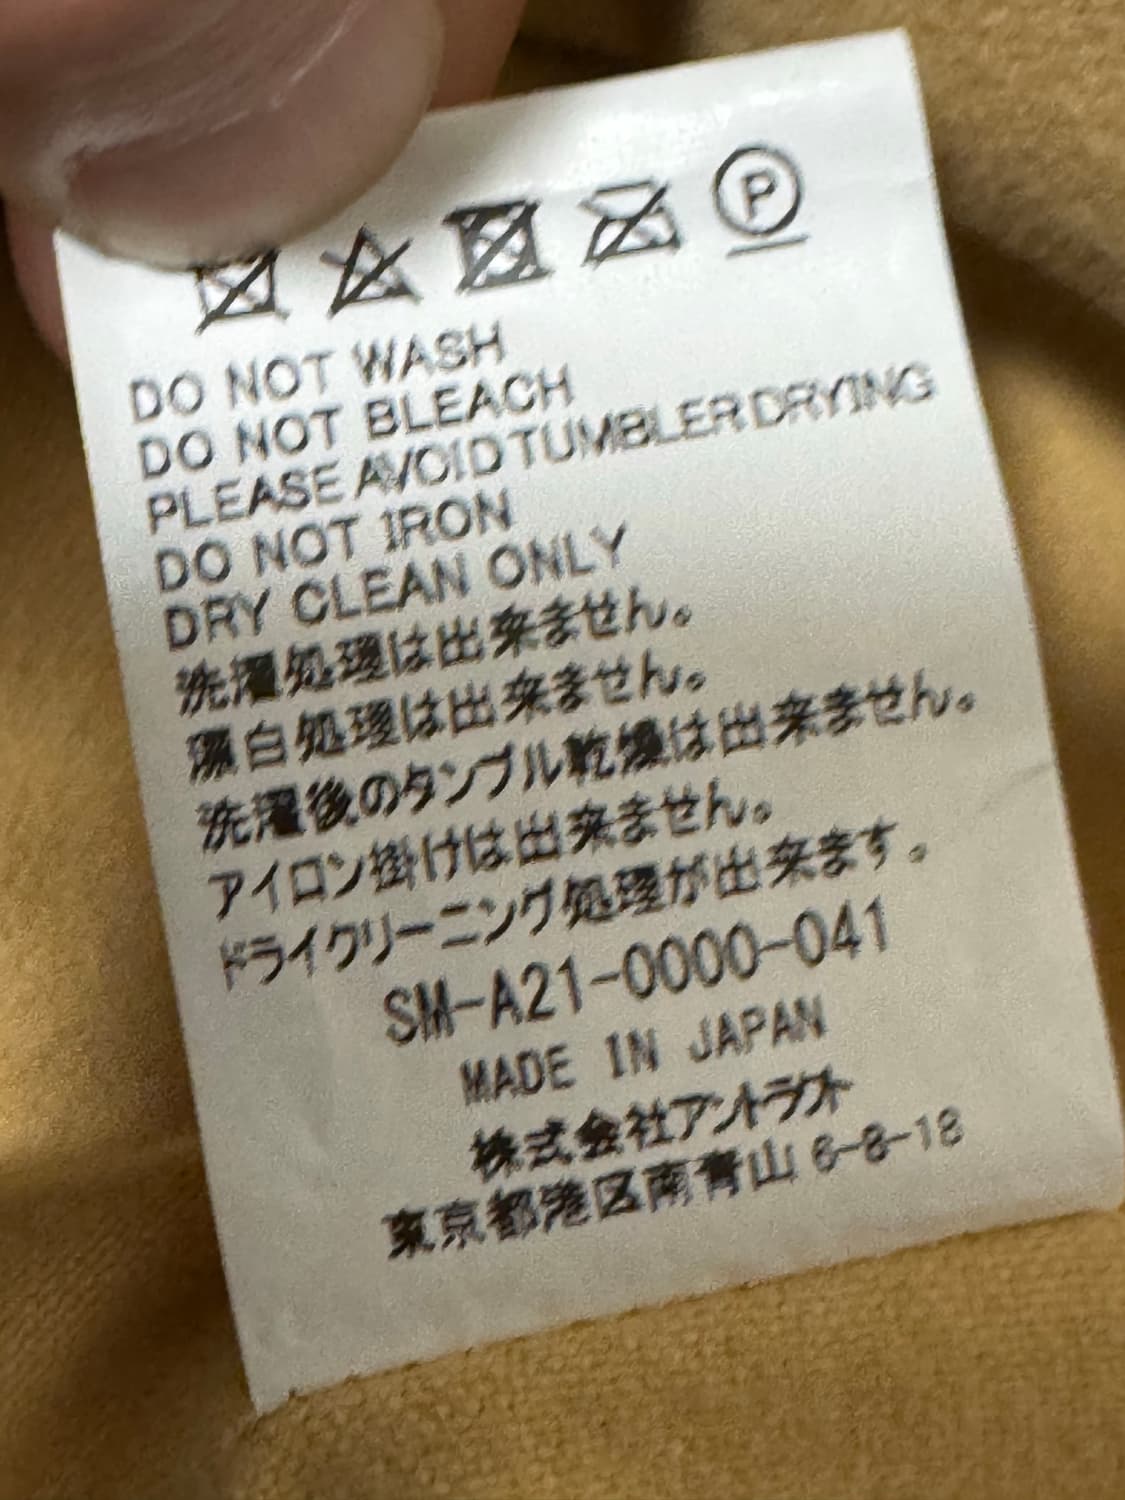 P
DO NOT WASH
DO NOT BLEACH
PLEASE AVOID TUMBLER DRYING
DO NOT IRON
DRY CLEAN ONLY
洗濯処理は出来ません。
漂白処理は出来ません。
洗濯後のタンブル乾燥は出来ません。
アイロン掛けは出来ません。
ドライクリーニング処理が出来ます。
SM-A21-0000-041
MADE IN JAPAN
株式会社アントラクト
東京都港区南青山 6-8-18